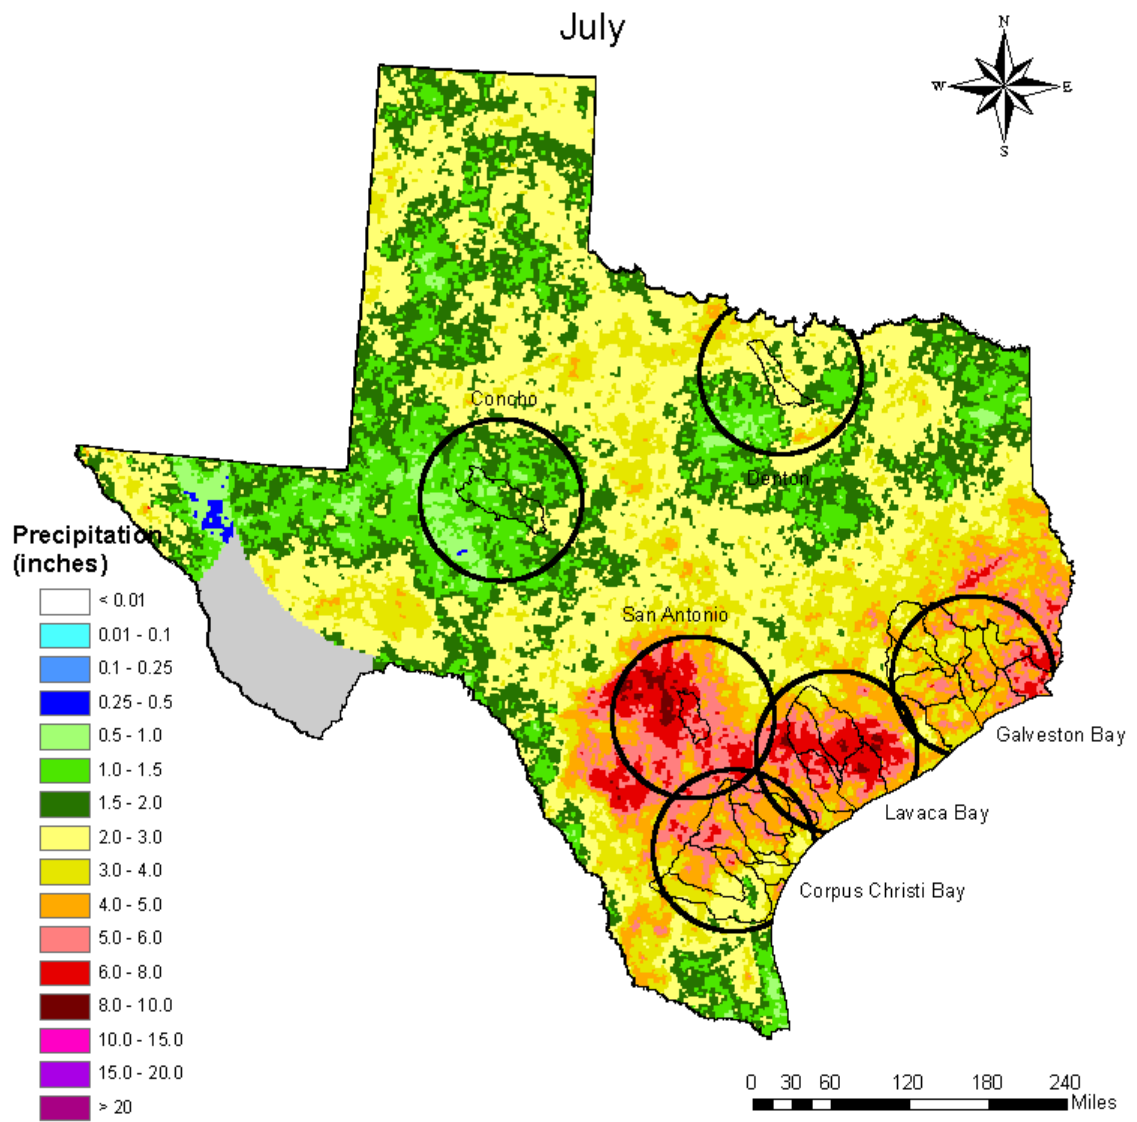 July
N
W E
S
Concho
Denton
Precipitation
(inches)
San Antonio
< 0.01
0.01 - 0.1
0.1 - 0.25
0.25 - 0.5
0.5 - 1.0
Galveston Bay
1.0 - 1.5
1.5 - 2.0
Lavaca Bay
2.0 - 3.0
3.0 - 4.0
Corpus Christi Bay
4.0 - 5.0
5.0 - 6.0
6.0 - 8.0
8.0 - 10.0
10.0 - 15.0
15.0 - 20.0
> 20
0 30 60 120 180 240
Miles